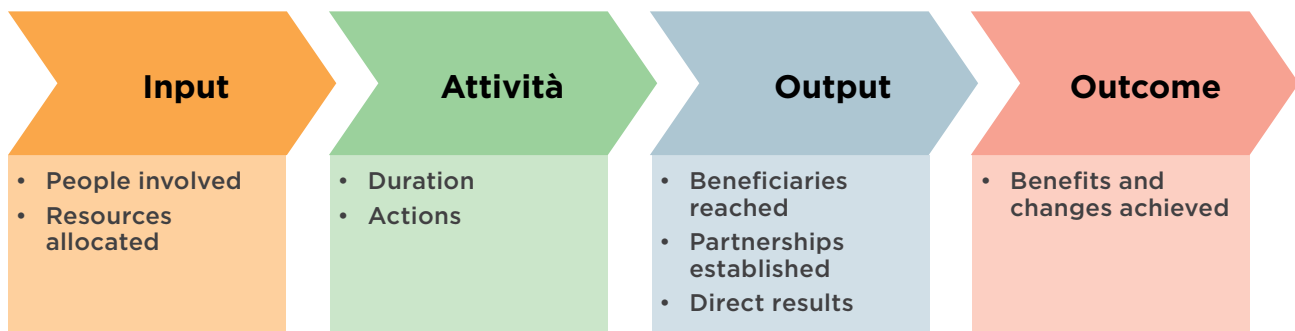 Input
• People involved
• Resources
allocated
Attività
• Duration
• Actions
Output
• Beneficiaries
reached
• Partnerships
established
• Direct results
Outcome
• Benefits and
changes achieved